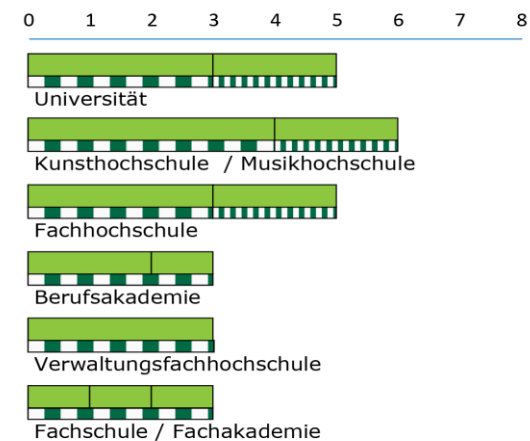 0 1 2 3 4 5 6 7 8
Universität
Kunsthochschule / Musikhochschule
Fachhochschule
Berufsakademie
Verwaltungsfachhochschule
Fachschule / Fachakademie